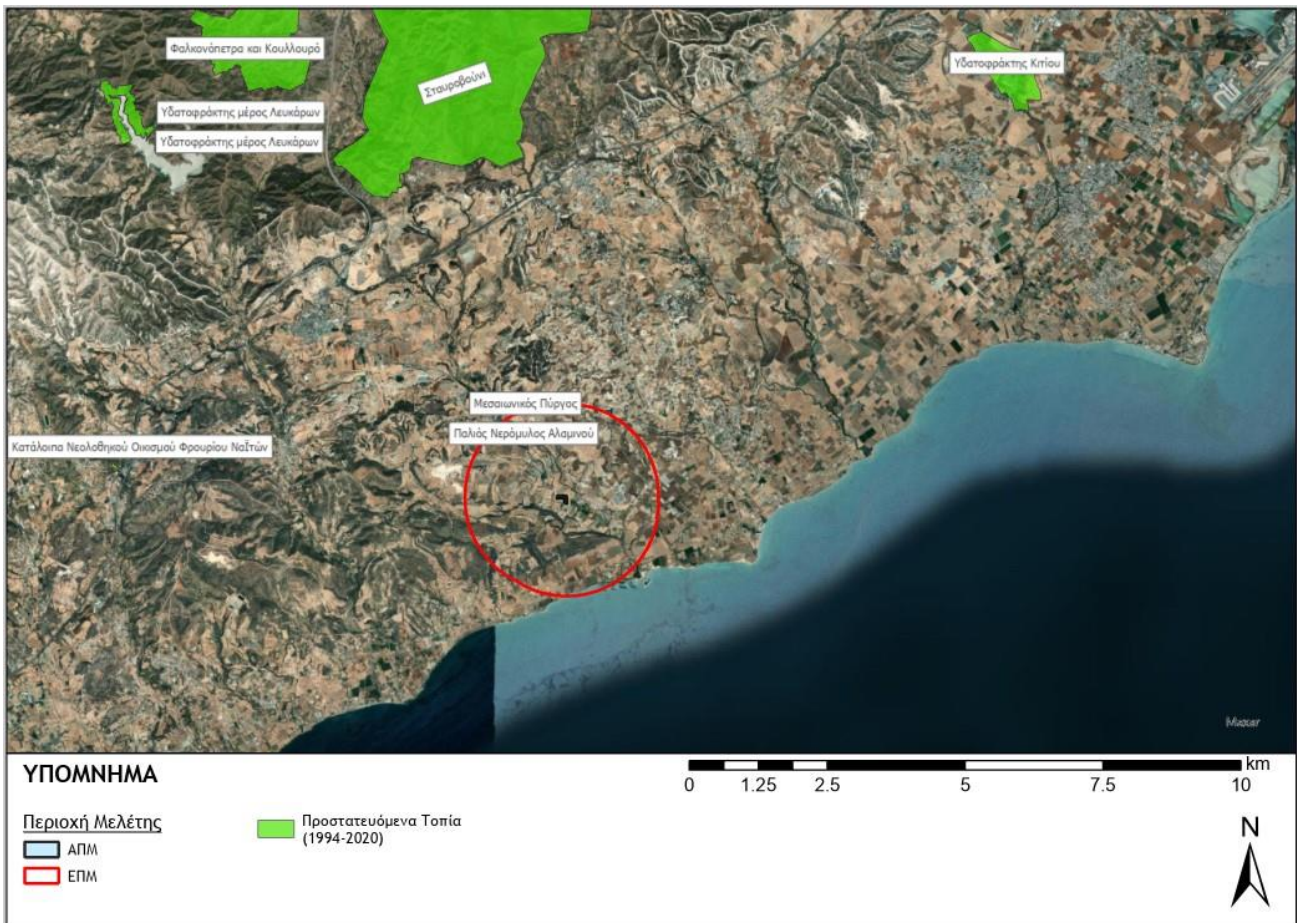 Φαλκονόπετρα και Κουλλουρό
Σταυροβούνι
Υδατοφράκτης Κιτίου
Υδατοφράκτης μέρος Λευκάρων
Υδατοφράκτης μέρος Λευκάρων
Μεσαιωνικός Πύργος
Παλιός Νερόμυλος Αλαμινού
Κατάλοιπα Νεολοθηκού Οικισμού Φρουρίου Ναΐτών
Maxar
ΥΠΟΜΝΗΜΑ
Περιοχή Μελέτης
ΑΠΜ
ΕΠΜ
Προστατευόμενα Τοπία
(1994-2020)
km
0 1.25 2.5 5 7.5 10
N